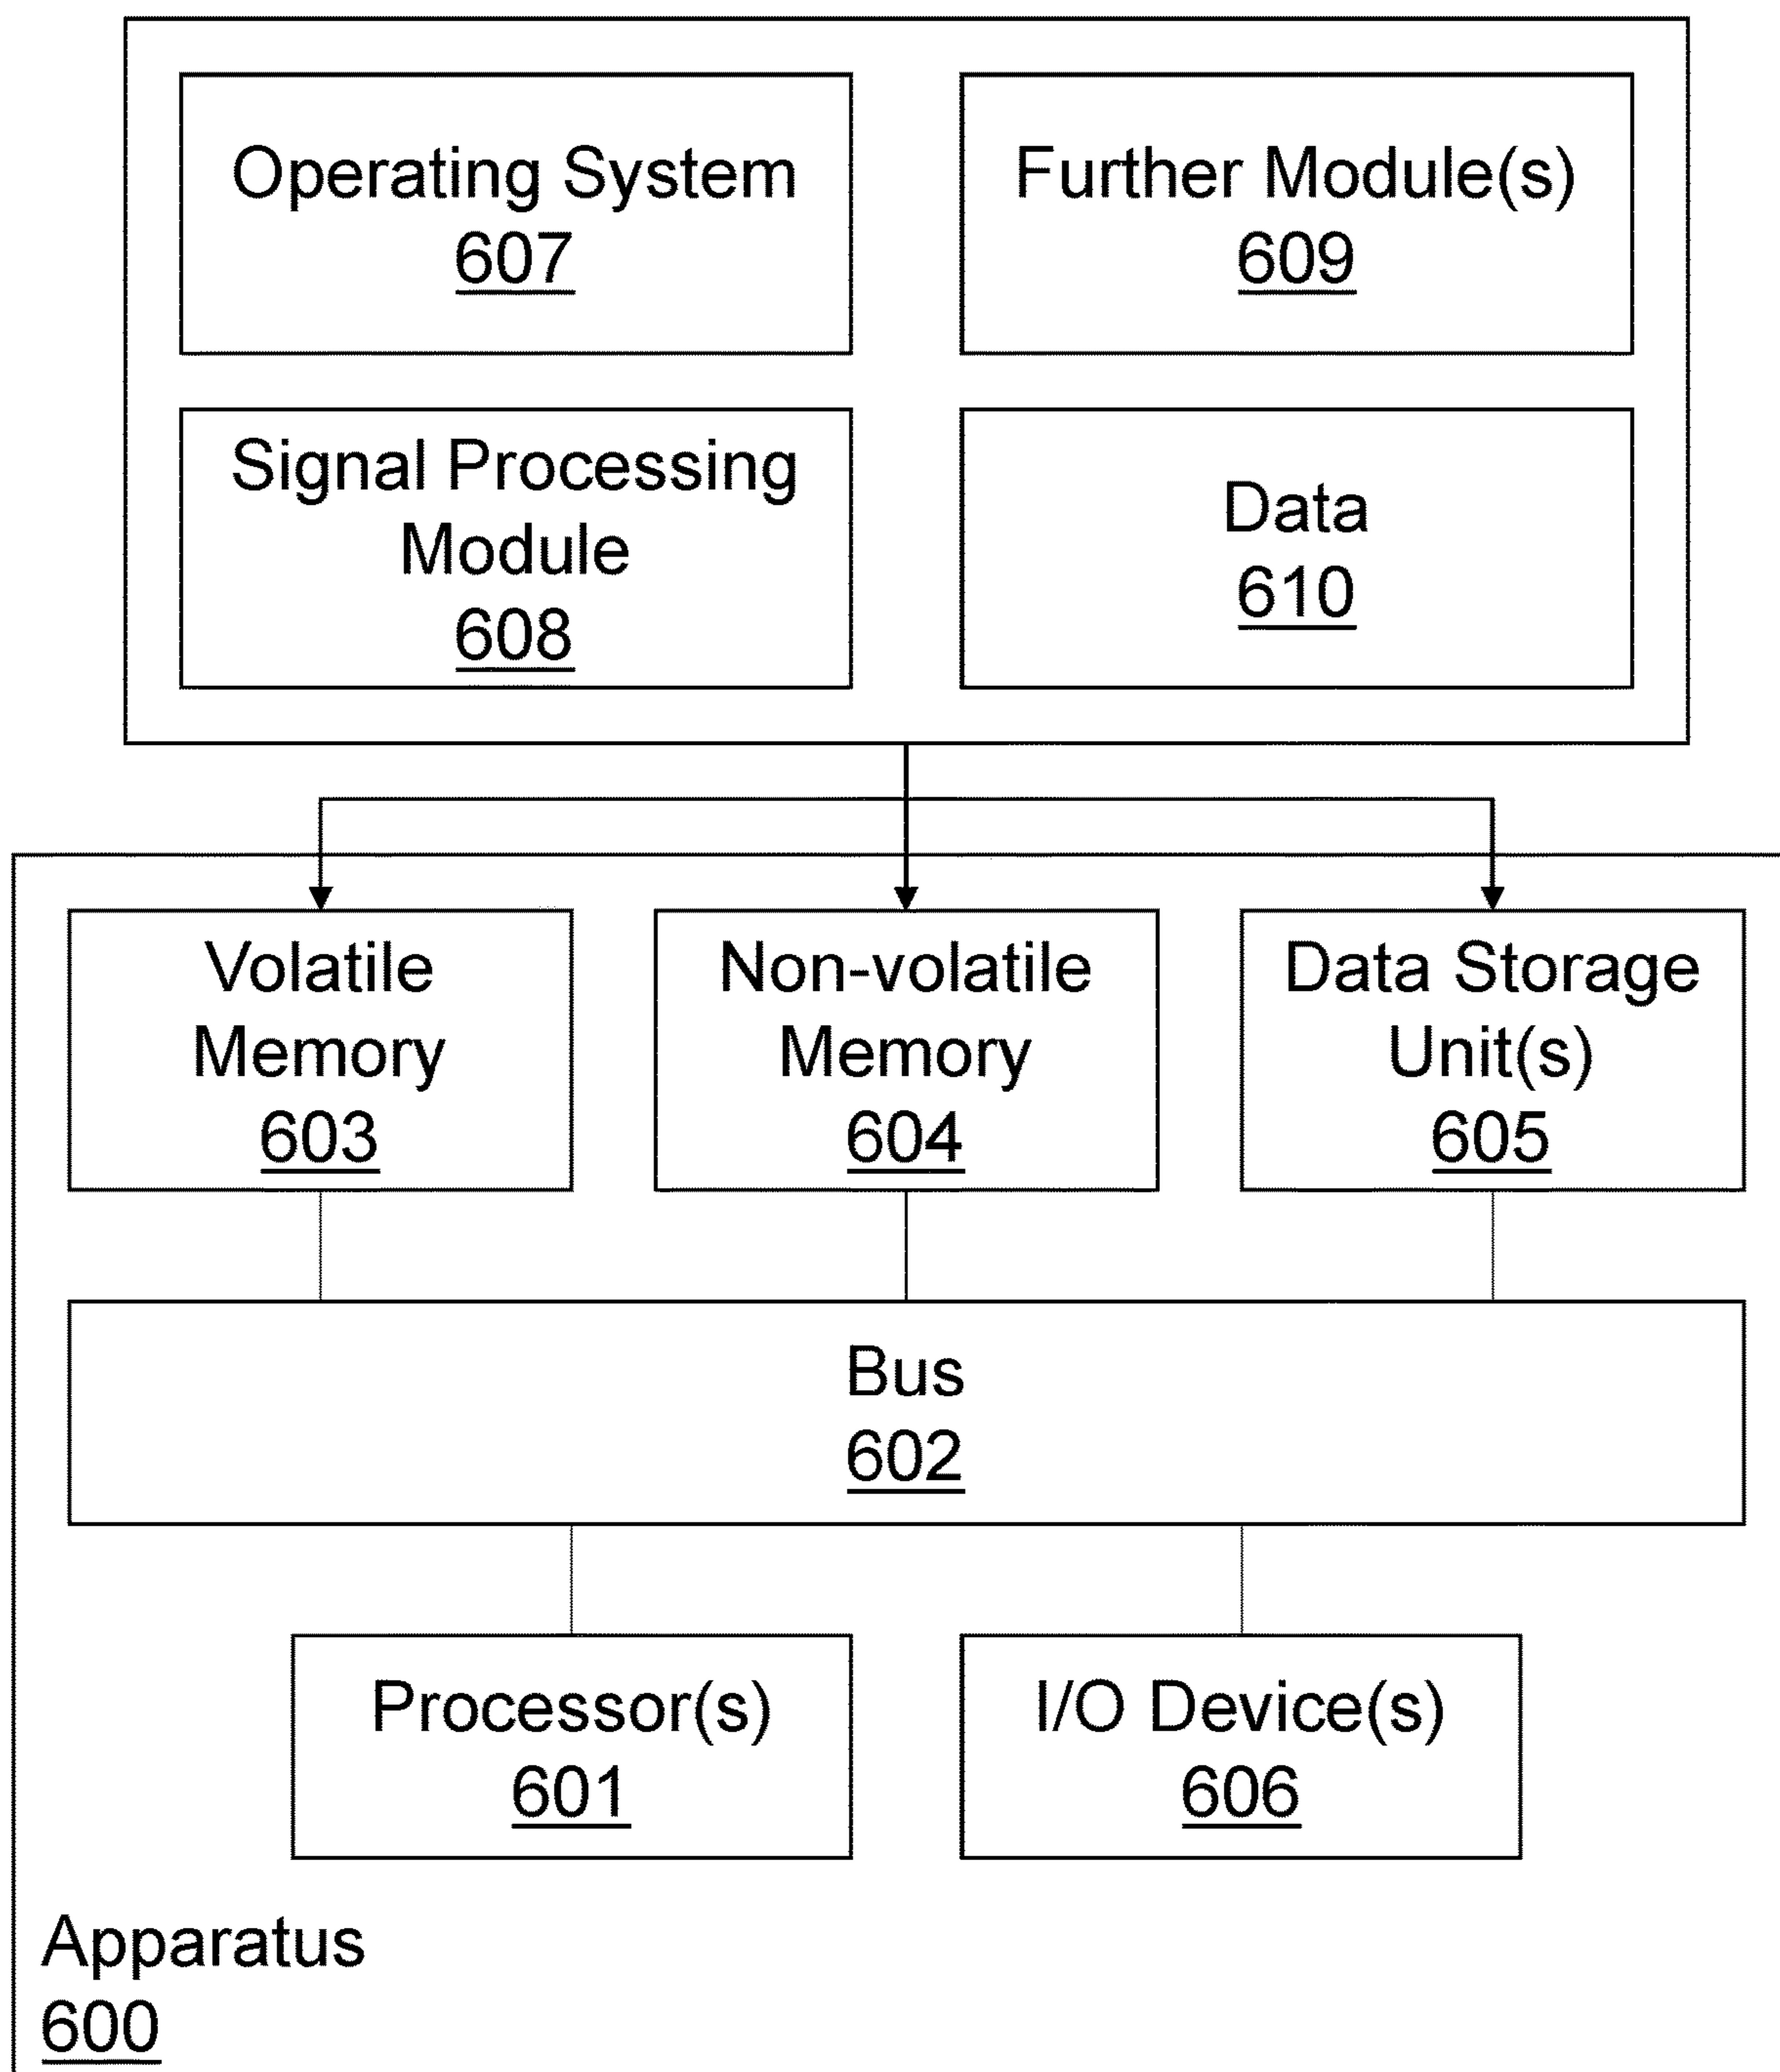 Operating System
607
Further Module(s)
609
Signal Processing
Module
608
Data
610
Volatile
Memory
603
Non-volatile
Memory
604
Data Storage
Unit(s)
605
Bus
602
Processor(s)
601
I/O Device(s)
606
Apparatus
600